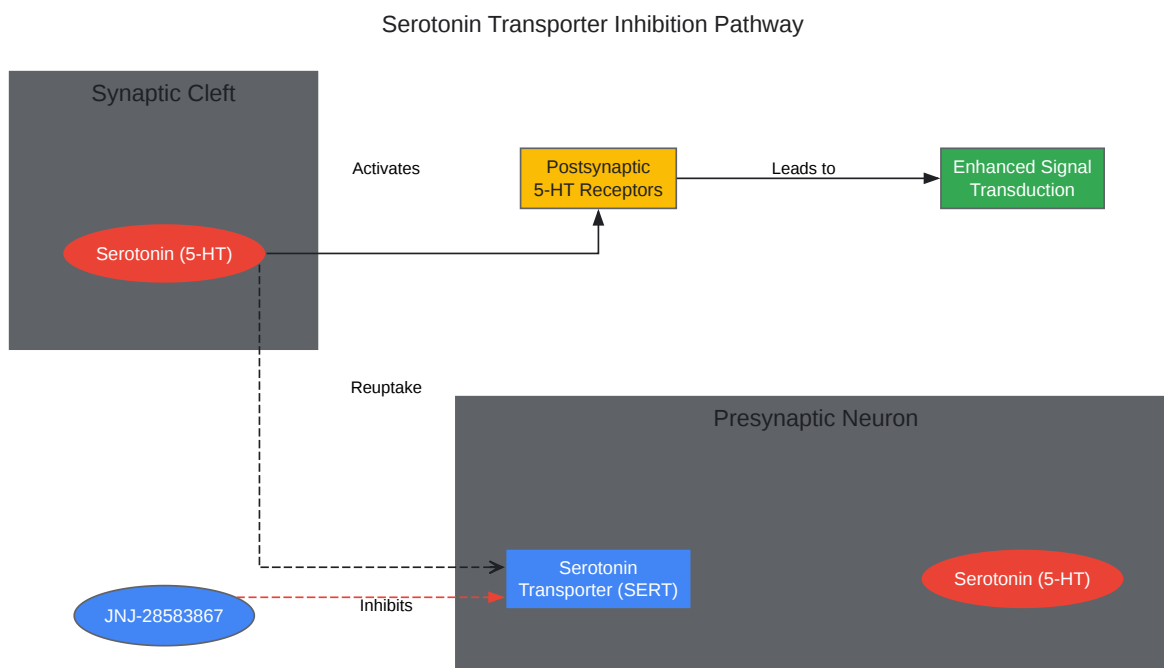 Serotonin Transporter Inhibition Pathway
Synaptic Cleft
Activates
Postsynaptic
5-HT Receptors
Leads to
Enhanced Signal
Transduction
Serotonin (5-HT)
Reuptake
Presynaptic Neuron
Serotonin
Transporter (SERT)
Serotonin (5-HT)
Inhibits
JNJ-28583867